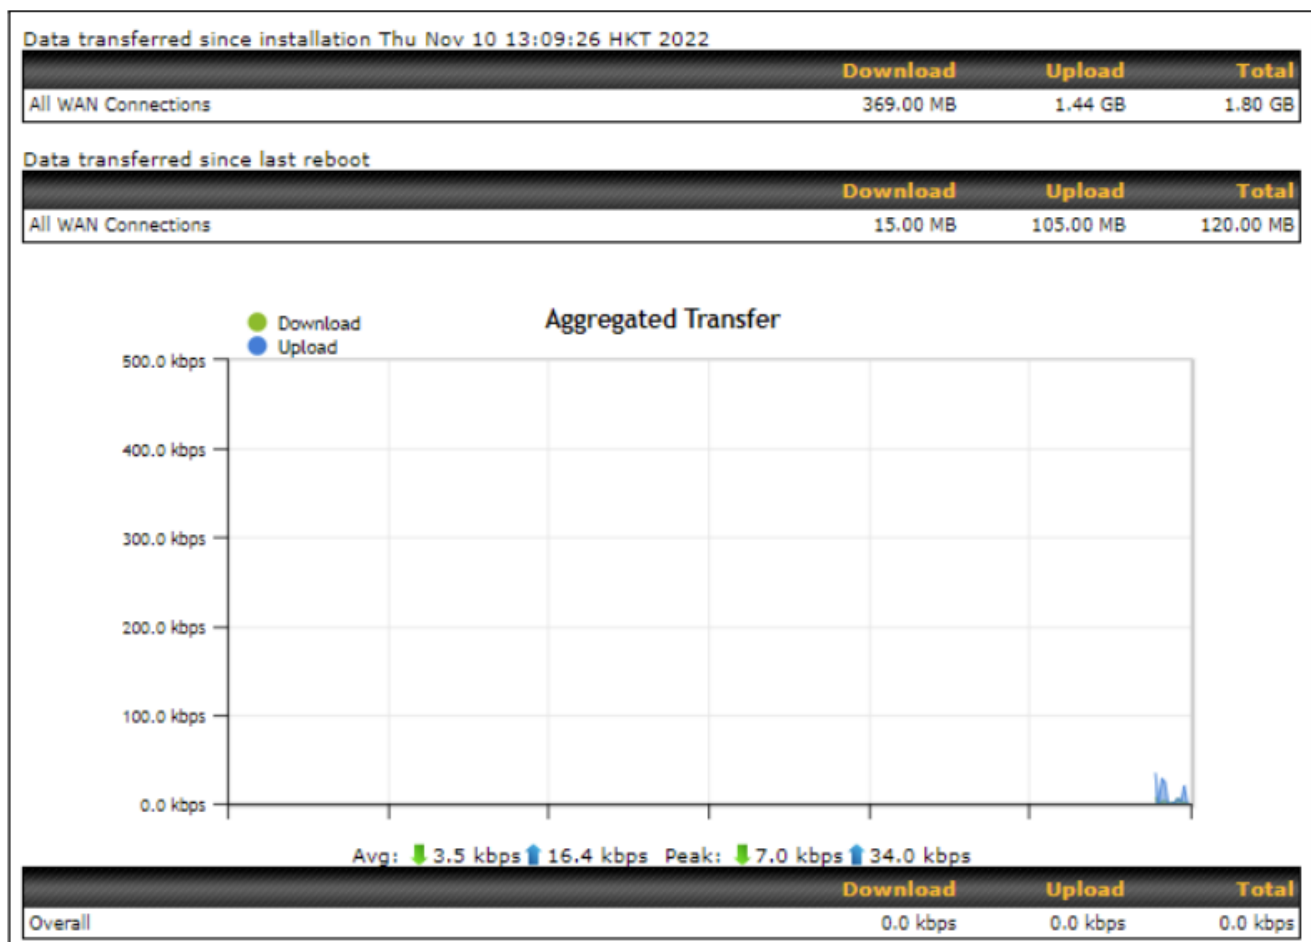 Data transferred since installation Thu Nov 10 13:09:26 HKT 2022
Download Upload Total
All WAN Connections 369.00 MB 1.44 GB 1.80 GB
Data transferred since last reboot
Download Upload Total
All WAN Connections 15.00 MB 105.00 MB 120.00 MB
Aggregated Transfer
Download
Upload
500.0 kbps
400.0 kbps
300.0 kbps
200.0 kbps
100.0 kbps
0.0 kbps
Avg: 3.5 kbps 16.4 kbps Peak: 7.0 kbps 34.0 kbps
Download Upload Total
Overall 0.0 kbps 0.0 kbps 0.0 kbps